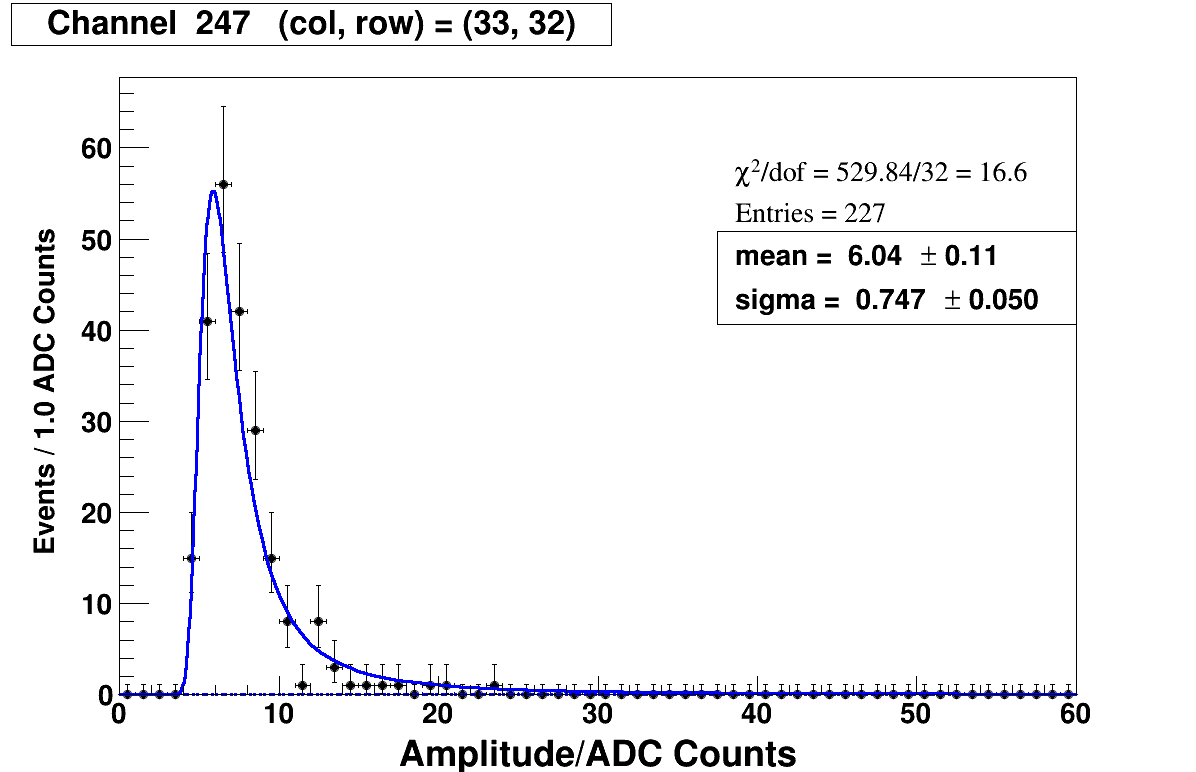 Channel 247 (col, row) = (33, 32)
χ²/dof = 529.84/32 = 16.6
Entries = 227
mean = 6.04 ± 0.11
sigma = 0.747 ± 0.050
Events / 1.0 ADC Counts
60
50
40
30
20
10
0
0 10 20 30 40 50 60
Amplitude/ADC Counts